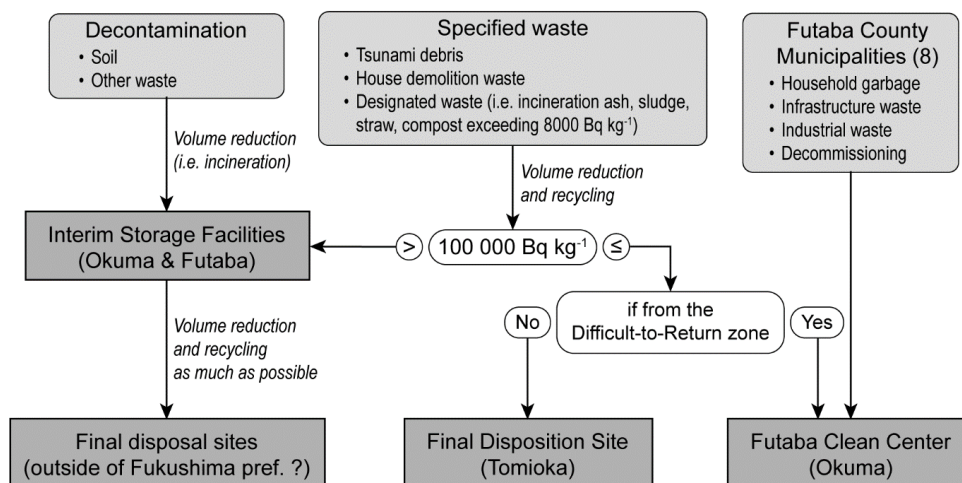 Decontamination
• Soil
• Other waste
Specified waste
• Tsunami debris
• House demolition waste
• Designated waste (i.e. incineration ash, sludge,
straw, compost exceeding 8000 Bq kg⁻¹)
Futaba County
Municipalities (8)
• Household garbage
• Infrastructure waste
• Industrial waste
• Decommissioning
Volume reduction
(i.e. incineration)
Volume reduction
and recycling
Interim Storage Facilities
(Okuma & Futaba)
>
100 000 Bq kg⁻¹
≤
No
if from the
Difficult-to-Return zone
Yes
Volume reduction
and recycling
as much as possible
Final disposal sites
(outside of Fukushima pref. ?)
Final Disposition Site
(Tomioka)
Futaba Clean Center
(Okuma)